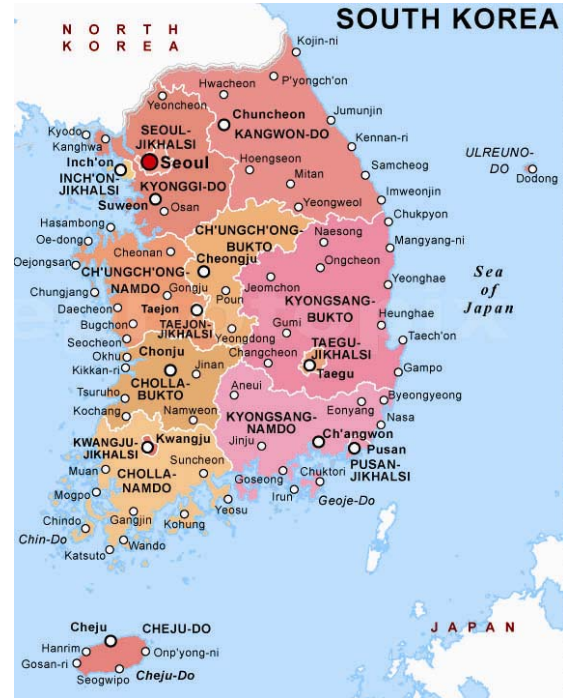 SOUTH KOREA
NORTH
KOREA
Kojin-ni
P'yongch'on
Hwacheon
Yeoncheon
Chuncheon
KANGWON-DO
Jumunjin
Kyodo
Kanghwa
SEOUL-
JIKHALSI
Seoul
Kennan-ri
Inch'on
INCH'ON-
JIKHALSI
KYONGGI-DO
Hoengseon
Mitan
Samcheog
ULREUNO-
DO
Dodong
Suweon
Osan
Yeongweol
Imweonjin
Hasambong
CH'UNGCH'ONG-
BUKTO
Chukpyon
Oe-dong
Cheonan
Cheongju
Naesong
Mangyang-ni
Oejongsan
CH'UNGCH'ONG-
NAMDO
Ongcheon
Sea
of
Japan
Chungjang
Gongju
Poun
Jeomchon
Yeonghae
KYONGSANG-
BUKTO
Daecheon
Taejon
Bugchon
TAEJON-
JIKHALSI
Yeongdong
Gumi
Heunghae
Seocheon
Taech'on
Okhu
Chonju
Changcheon
TAEGU-
JIKHALSI
Taegu
Kikkan-ri
Jinan
Gampo
CHOLLA-
BUKTO
Tsuruho
Aneui
Byeongyeong
Kochang
Namweon
KYONGSANG-
NAMDO
Eonyang
Nasa
KWANGJU-
JIKHALSI
Kwangju
Jinju
Ch'angwon
Pusan
PUSAN-
JIKHALSI
Muan
CHOLLA-
NAMDO
Suncheon
Goseong
Chuktori
Mogpo
Yeosu
Irun
Geoje-Do
Chindo
Chin-Do
Gangjin
Kohung
Katsuto
Wando
JAPAN
Cheju
CHEJU-DO
Hanrim
Onp'yong-ni
Gosan-ri
Seogwipo
Cheju-Do